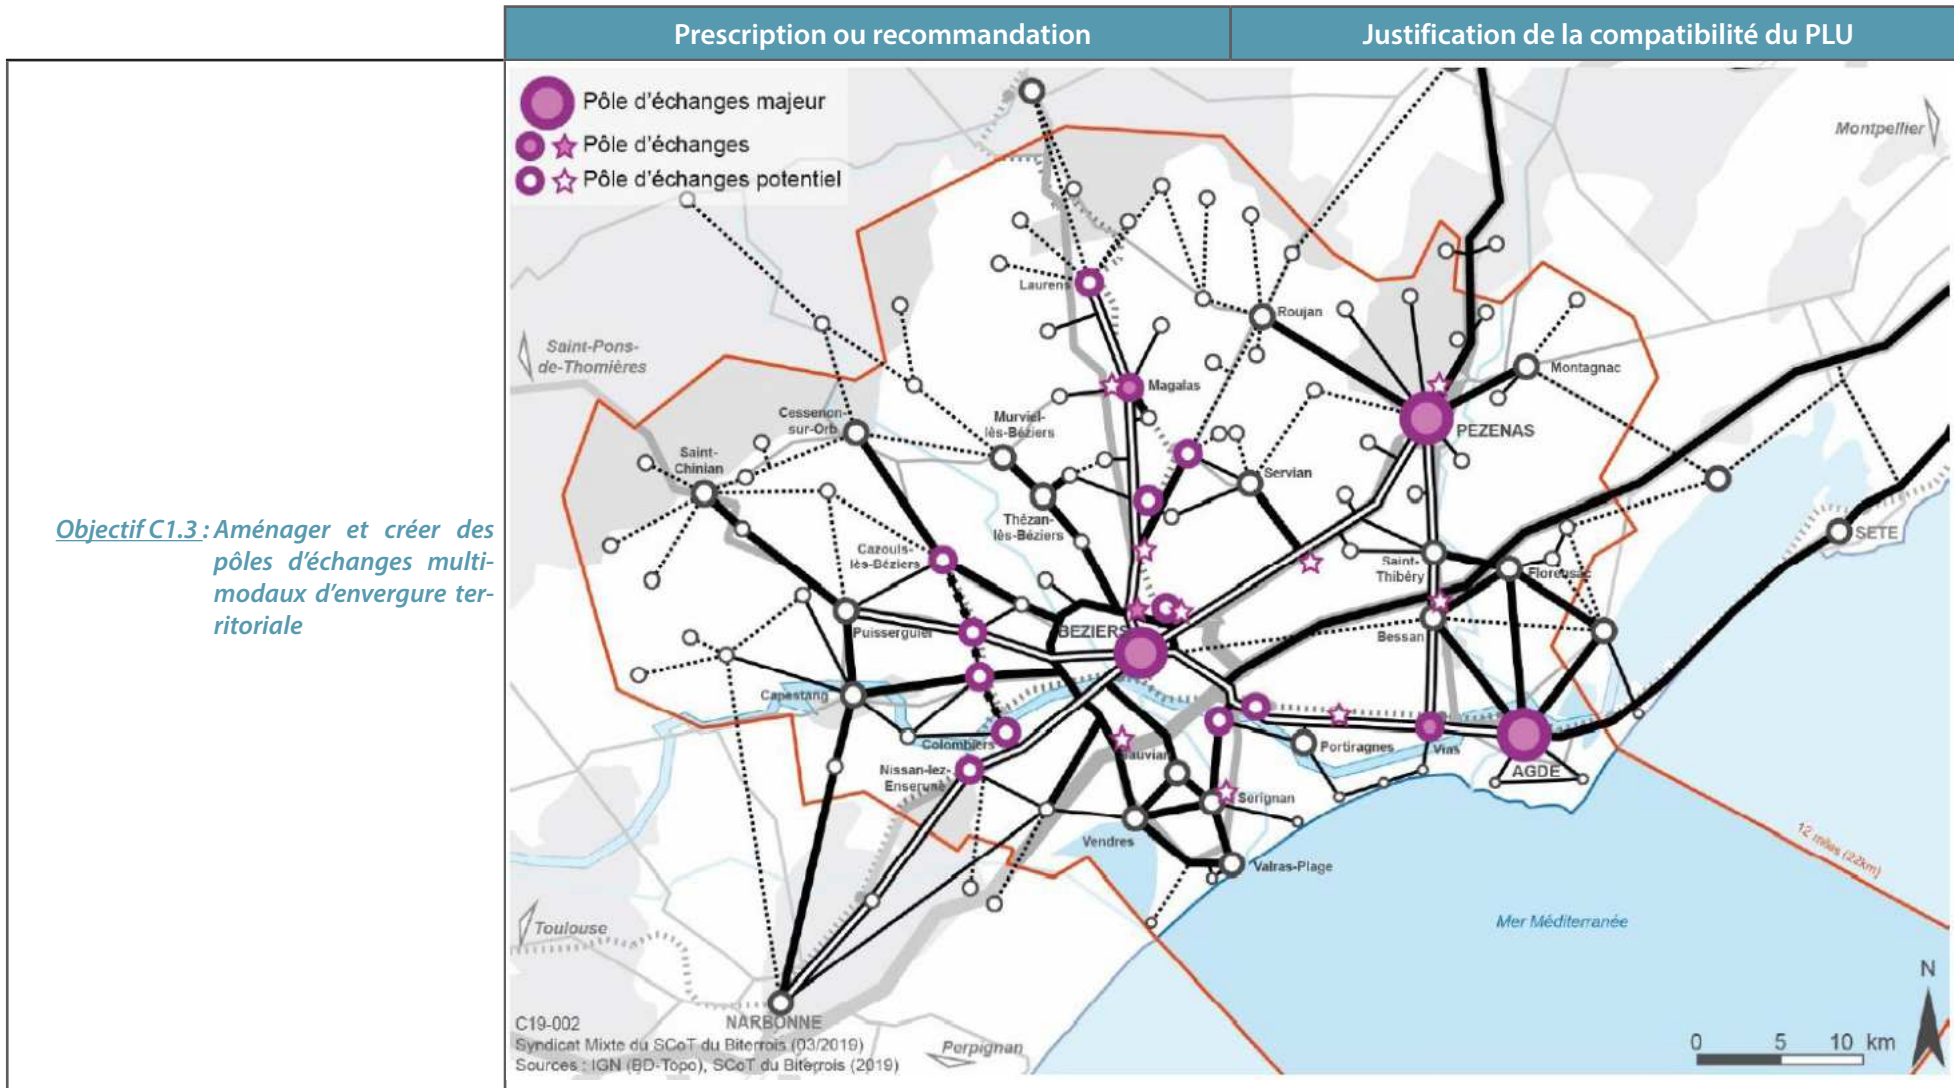 Prescription ou recommandation
Justification de la compatibilité du PLU
Objectif C1.3 : Aménager et créer des
pôles d'échanges multi-
modaux d'envergure ter-
ritoriale
Pôle d'échanges majeur
Pôle d'échanges
Pôle d'échanges potentiel
Montpellier
Laurens
Roujan
Saint-Pons-
de-Thomières
Magalas
Montagnac
Cessenon-
sur-Orb
Murviel-
lès-Béziers
PEZENAS
Saint-
Chinian
Servian
Thézan-
lès-Béziers
SETE
Cazouls-
lès-Béziers
Saint-
Thibéry
Florensac
Puisserguier
BEZIERS
Bessan
Capestang
Colombiers
Sauvian
Portiragnes
Vias
Nissan-lez-
Enserune
AGDE
Serignan
Vendres
Valras-Plage
12 miles (22km)
Toulouse
Mer Méditerranée
N
NARBONNE
Perpignan
C19-002
Syndicat Mixte du SCoT du Biterrois (03/2019)
Sources : IGN (BD-Topo), SCoT du Biterrois (2019)
0 5 10 km